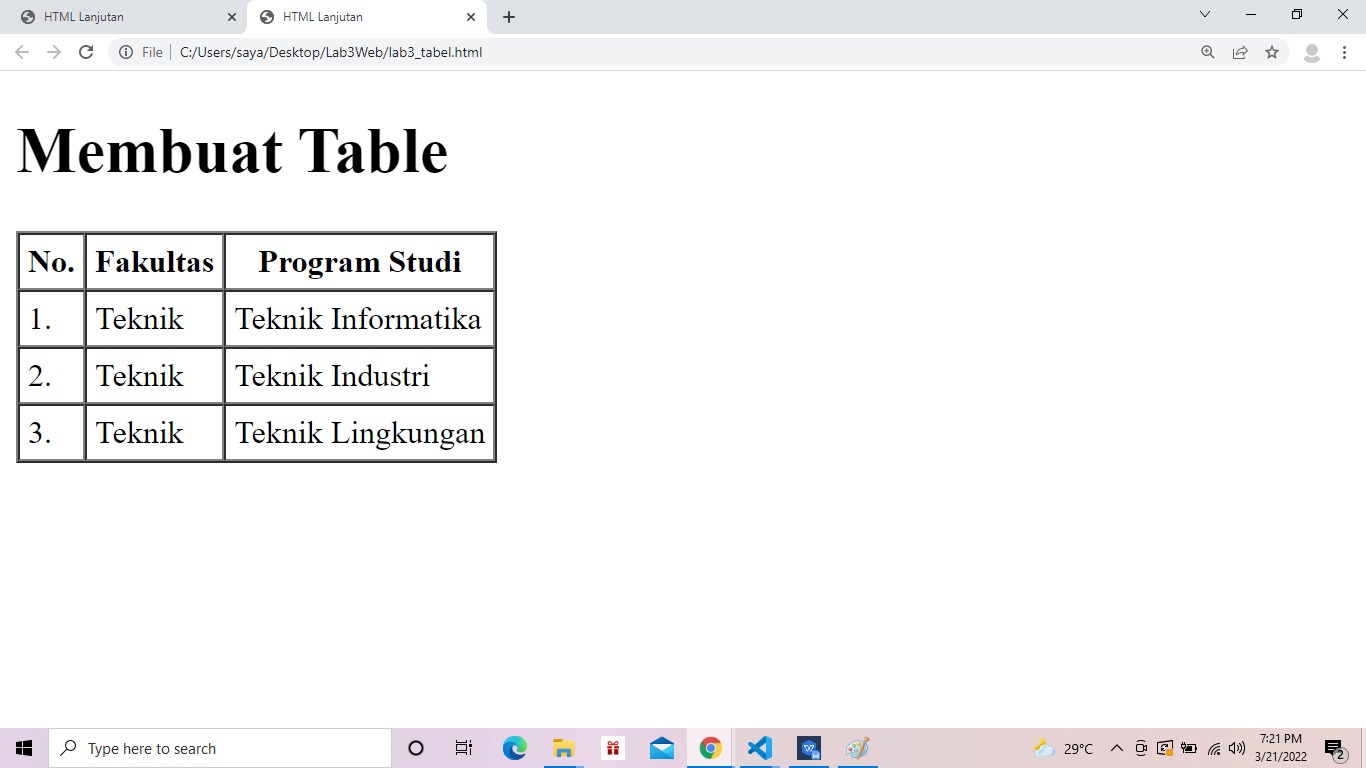 HTML Lanjutan
HTML Lanjutan
File C:/Users/saya/Desktop/Lab3Web/lab3_tabel.html
Membuat Table
No. Fakultas Program Studi
1. Teknik Teknik Informatika
2. Teknik Teknik Industri
3. Teknik Teknik Lingkungan
Type here to search
29°C
7:21 PM
3/21/2022
2